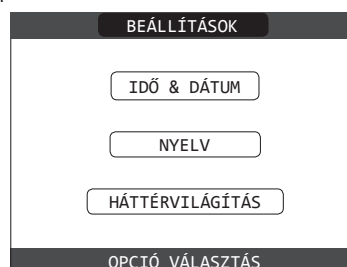 BEÁLLÍTÁSOK
IDŐ & DÁTUM
NYELV
HÁTTÉRVILÁGÍTÁS
OPCIÓ VÁLASZTÁS